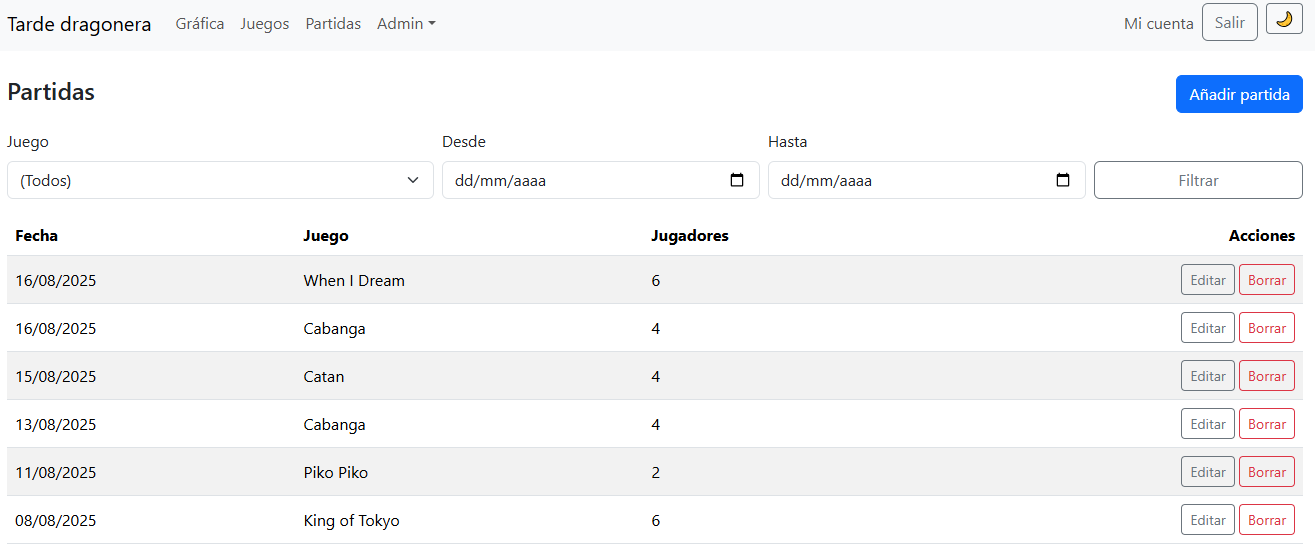 Tarde dragonera Gráfica Juegos Partidas Admin Mi cuenta Salir
Partidas Añadir partida
Juego Desde Hasta
(Todos) dd/mm/aaaa dd/mm/aaaa Filtrar
Fecha Juego Jugadores Acciones
16/08/2025 When I Dream 6 Editar Borrar
16/08/2025 Cabanga 4 Editar Borrar
15/08/2025 Catan 4 Editar Borrar
13/08/2025 Cabanga 4 Editar Borrar
11/08/2025 Piko Piko 2 Editar Borrar
08/08/2025 King of Tokyo 6 Editar Borrar